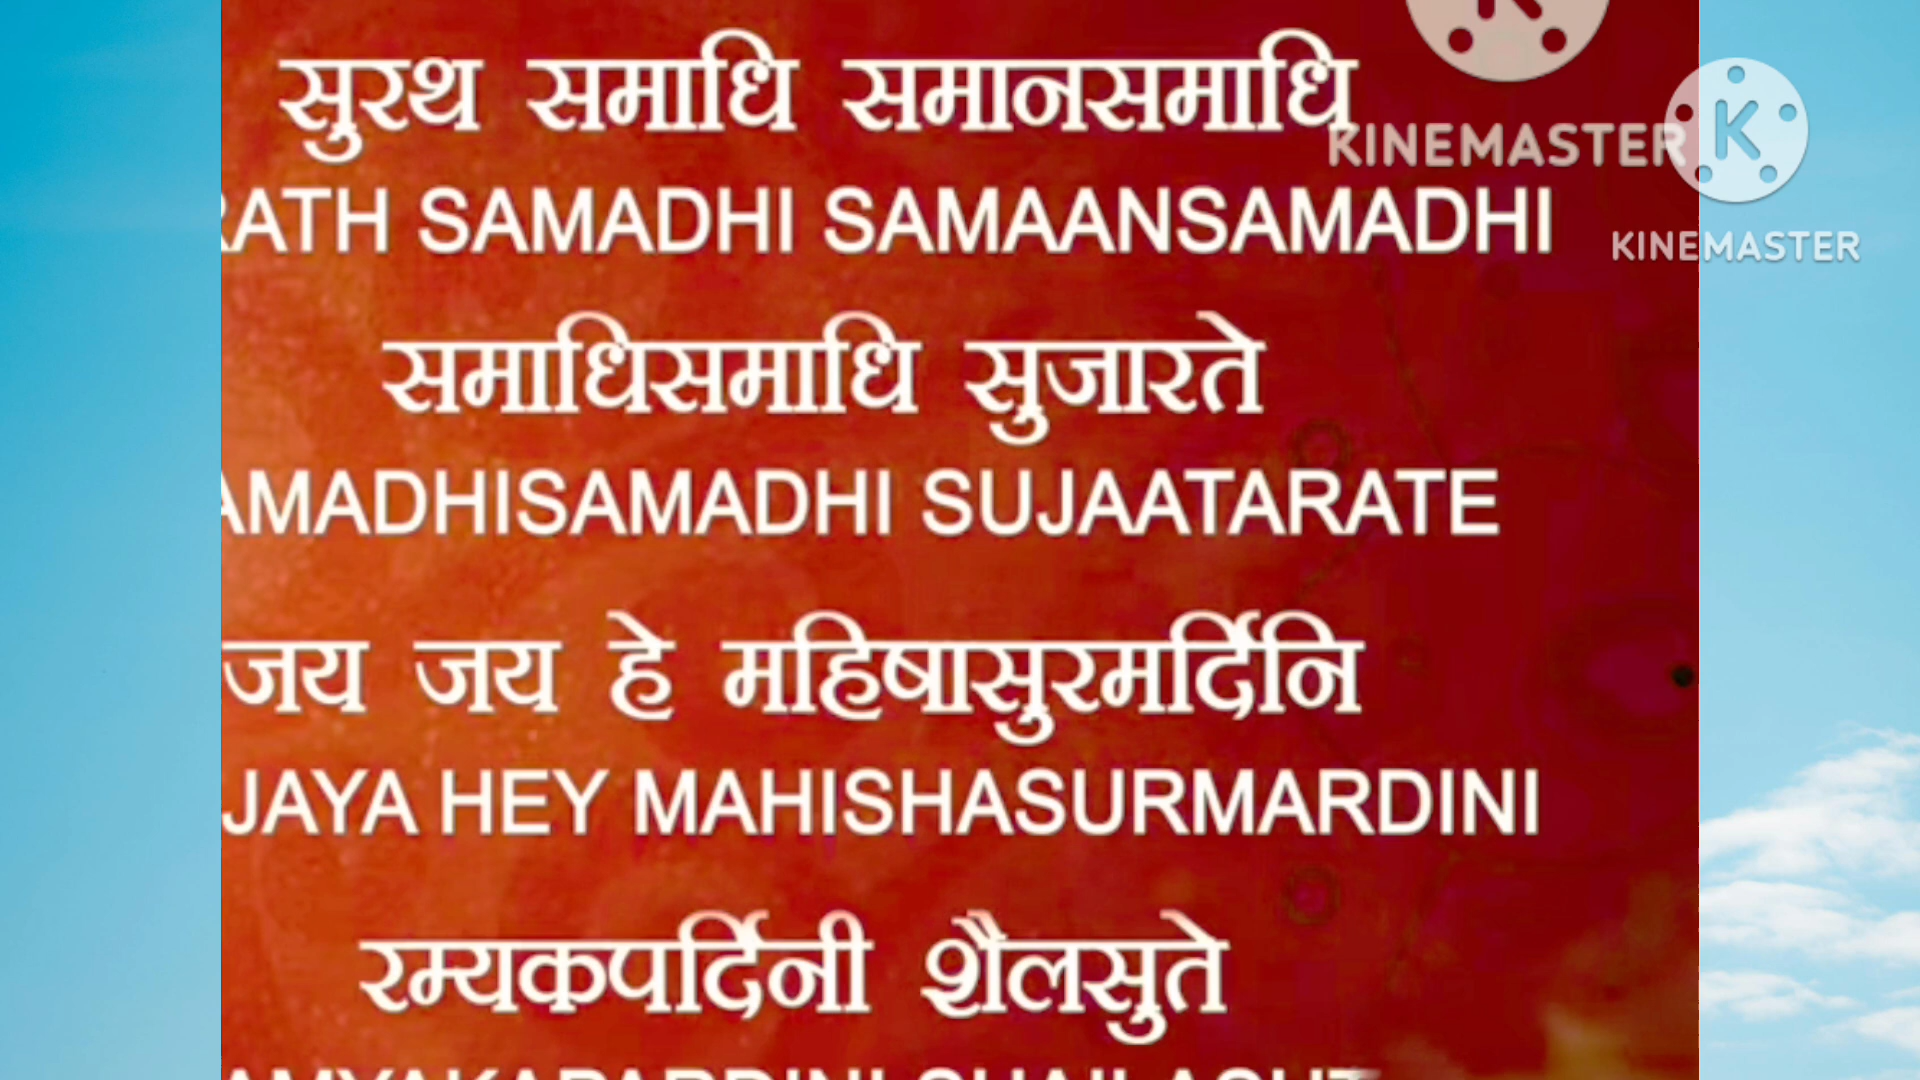 सुरथ समाधि समानसमाधि
KINEMASTER
RATH SAMADHI SAMAANSAMADHI
KINEMASTER
समाधिसमाधि सुजारते
AMADHISAMADHI SUJAATARATE
जय जय हे महिषासुरमर्दिनि
JAYA HEY MAHISHASURMARDINI
रम्यकपर्दिनी शैलसुते